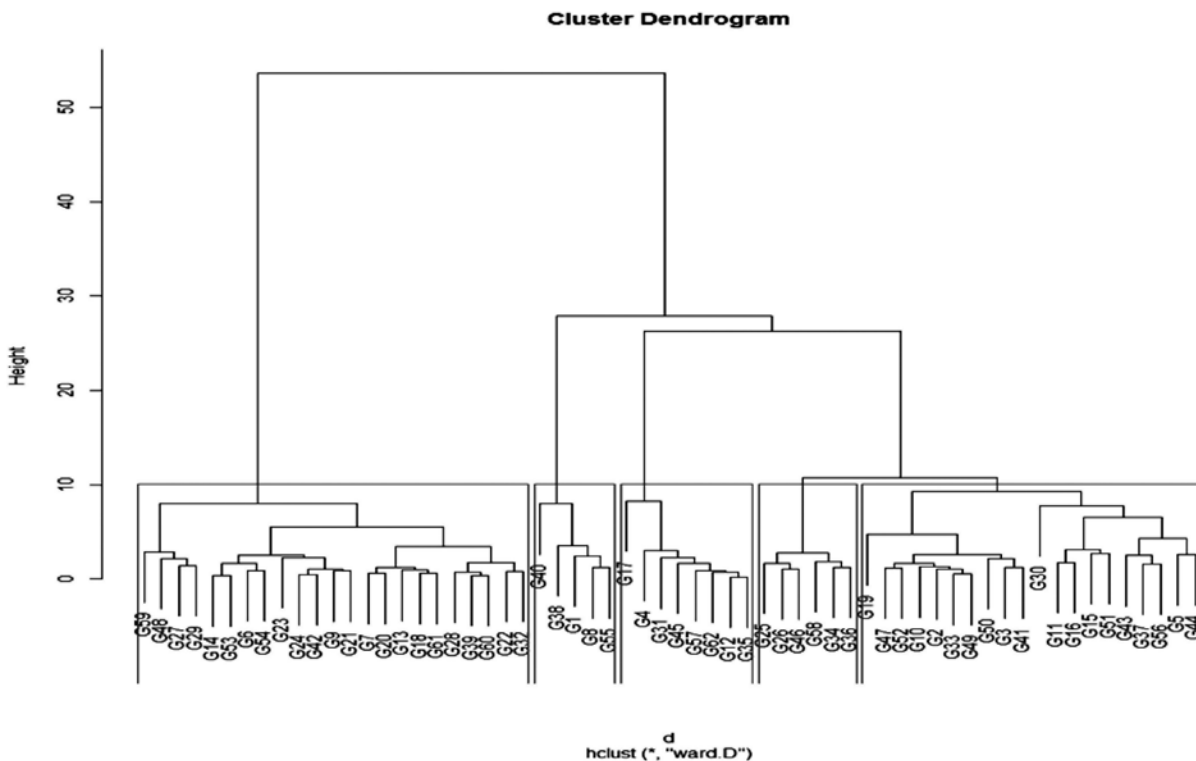 Cluster Dendrogram
Height
50
40
30
20
10
0
G59
G48
G27
G29
G14
G53
G6
G54
G23
G24
G42
G9
G21
G7
G20
G13
G18
G61
G28
G39
G60
G22
G32
G40
G38
G1
G8
G55
G17
G4
G31
G45
G57
G62
G12
G35
G25
G26
G46
G58
G34
G36
G19
G47
G52
G10
G2
G33
G49
G50
G3
G41
G30
G11
G16
G15
G51
G43
G37
G56
G5
G44
d
hclust (*, "ward.D")